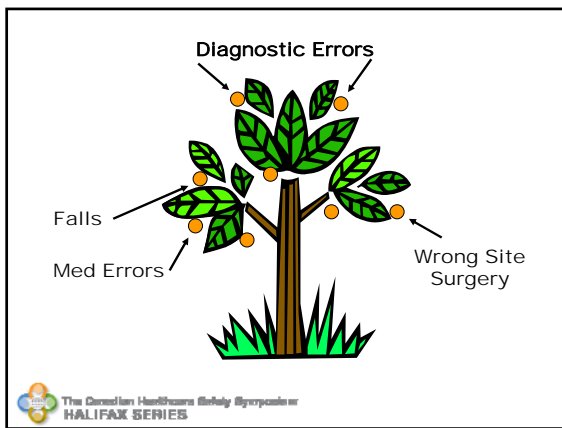 Diagnostic Errors
Falls
Med Errors
Wrong Site
Surgery
The Canadian Healthcare Safety Symposium
HALIFAX SERIES